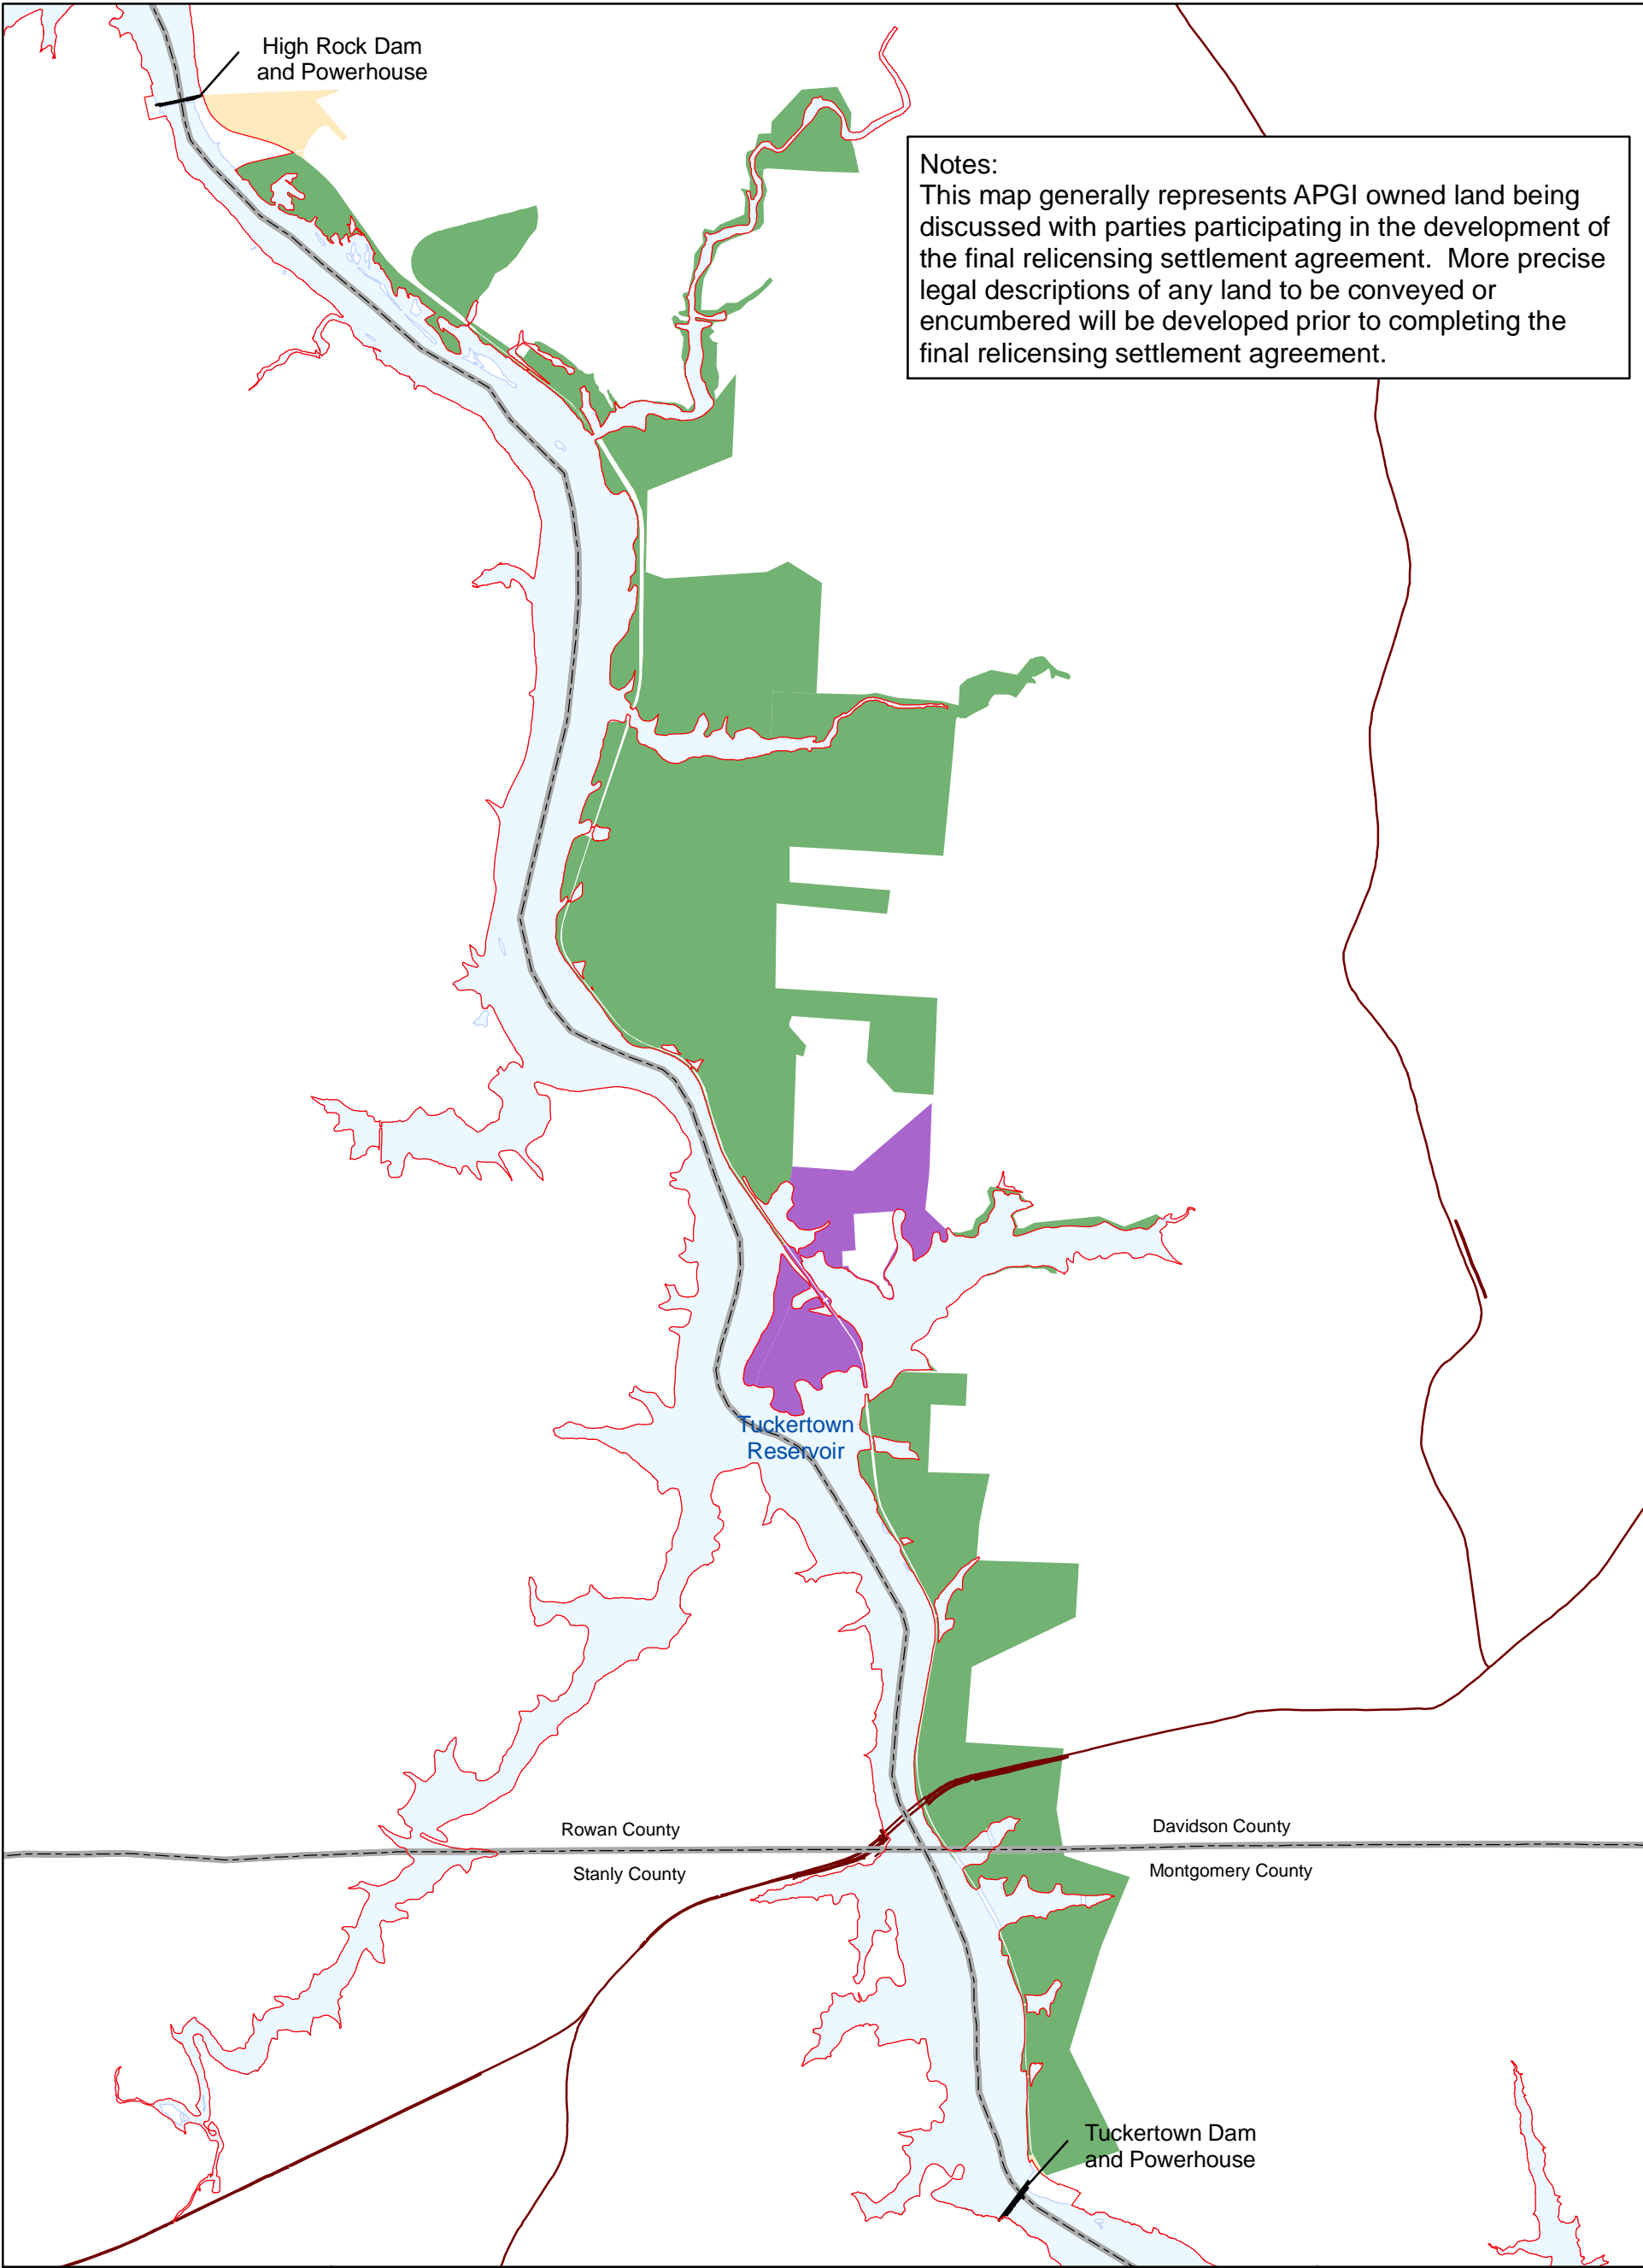 High Rock Dam
and Powerhouse
Notes:
This map generally represents APGI owned land being
discussed with parties participating in the development of
the final relicensing settlement agreement.  More precise
legal descriptions of any land to be conveyed or
encumbered will be developed prior to completing the
final relicensing settlement agreement.
Tuckertown
Reservoir
Rowan County
Davidson County
Stanly County
Montgomery County
Tuckertown Dam
and Powerhouse